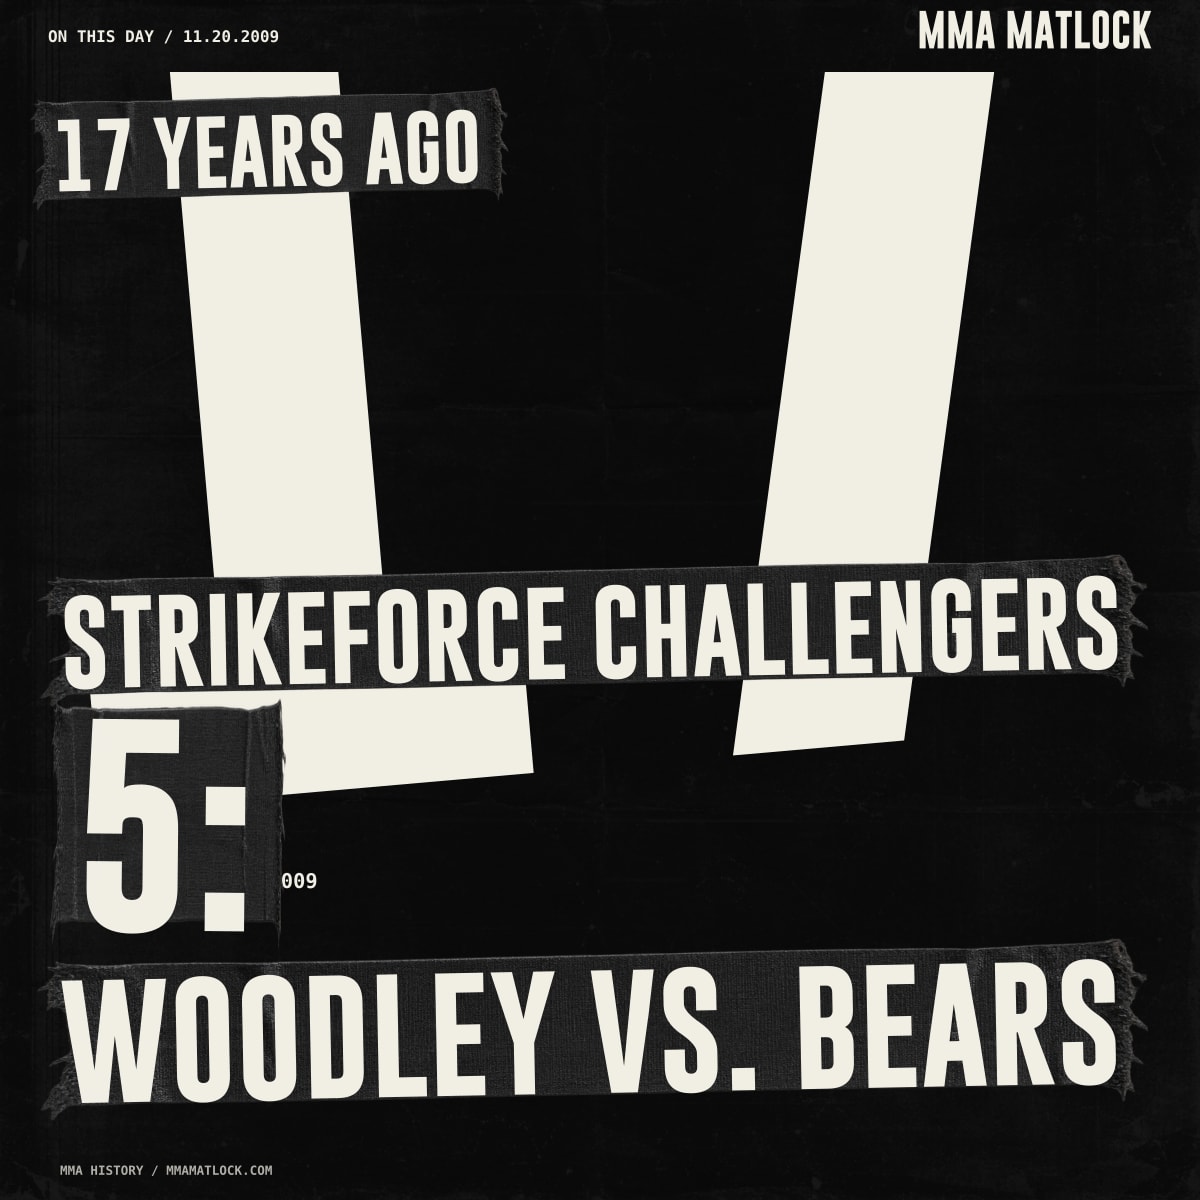 ON THIS DAY / 11.20.2009
MMA MATLOCK
17 YEARS AGO
STRIKEFORCE CHALLENGERS
5:
009
WOODLEY VS. BEARS
MMA HISTORY / MMAMATLOCK.COM